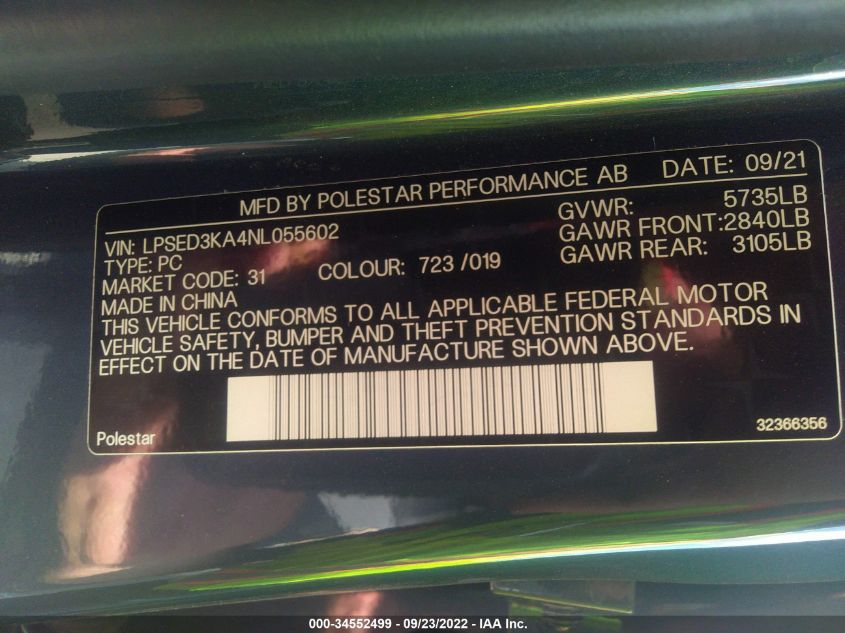 MFD BY POLESTAR PERFORMANCE AB DATE: 09/21
VIN: LPSED3KA4NL055602
TYPE: PC
MARKET CODE: 31 COLOUR: 723 /019
MADE IN CHINA
GVWR: 5735LB
GAWR FRONT:2840LB
GAWR REAR: 3105LB
THIS VEHICLE CONFORMS TO ALL APPLICABLE FEDERAL MOTOR
VEHICLE SAFETY, BUMPER AND THEFT PREVENTION STANDARDS IN
EFFECT ON THE DATE OF MANUFACTURE SHOWN ABOVE.
Polestar 32366356
000-34552499 - 09/23/2022 - IAA Inc.